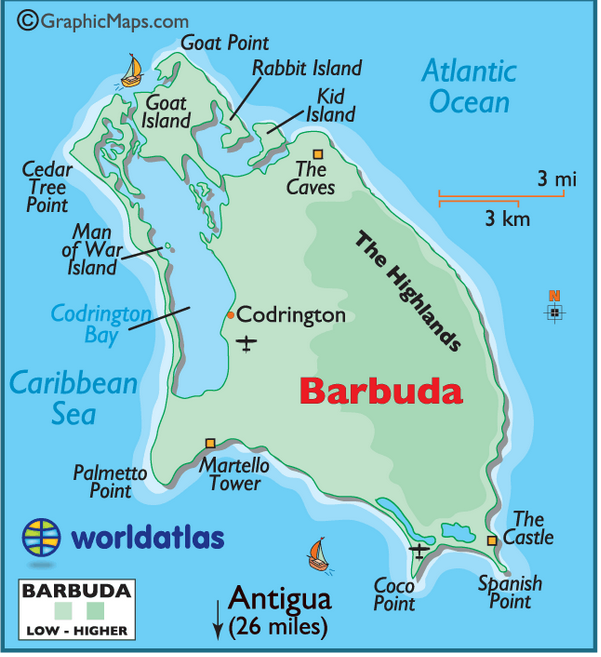 ©GraphicMaps.com
Goat Point
Rabbit Island
Kid
Island
Goat
Island
Atlantic
Ocean
The
Caves
Cedar
Tree
Point
3 mi
3 km
Man
of War
Island
The Highlands
N
Codrington
Bay
Codrington
Caribbean
Sea
Barbuda
Martello
Tower
Palmetto
Point
The
Castle
worldatlas
Coco
Point
Spanish
Point
BARBUDA
LOW - HIGHER
Antigua
(26 miles)